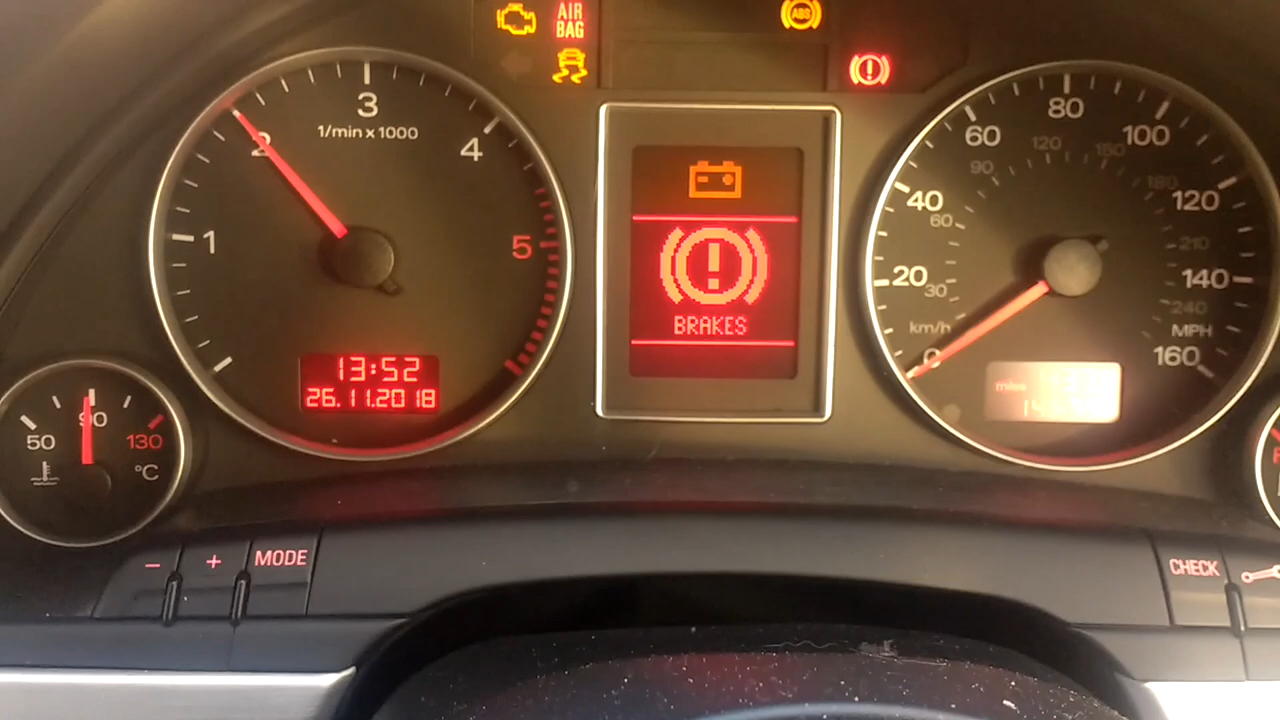 AIR
BAG
ABS
1 2 3 4 5
1/min x 1000
13:52
26.11.2018
BRAKES
0 20 40 60 80 100 120 140 160
30 60 90 120 150 180 210 240
km/h
MPH
miles
50 90 130
°C
- + MODE
CHECK